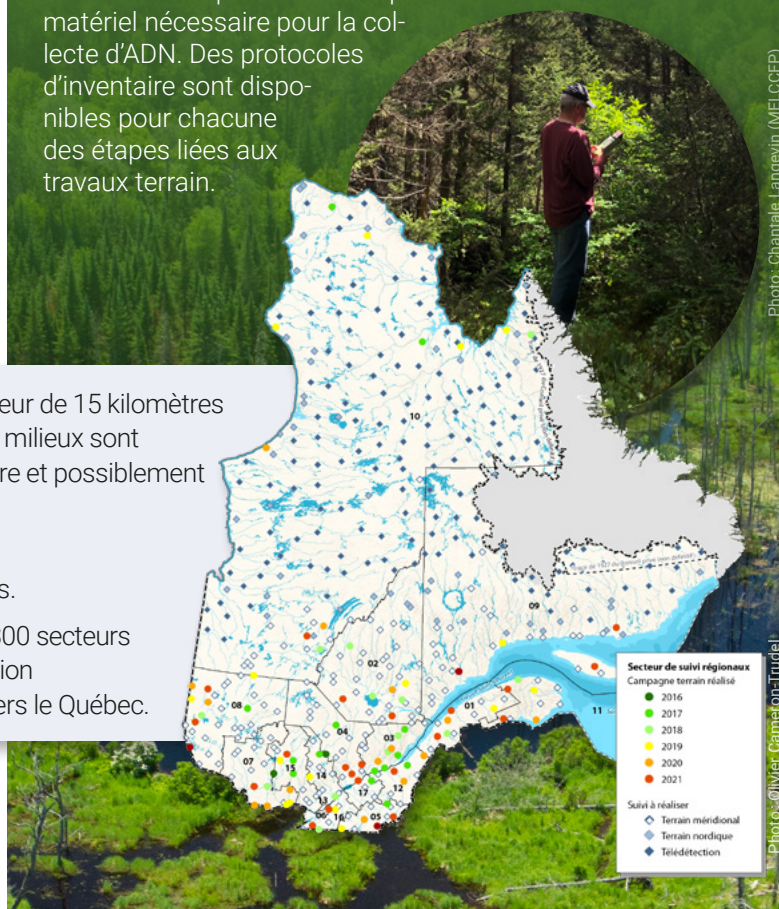 matériel nécessaire pour la col-
lecte d'ADN. Des protocoles
d'inventaire sont dispo-
nibles pour chacune
des étapes liées aux
travaux terrain.
Photo: Chantale Langevin (MELCCFP)
eur de 15 kilomètres
milieux sont
re et possiblement
s.
300 secteurs
ion
ers le Québec.
10
09
02
01
11
08
04
03
07
15
14
17
12
13
06
16
05
Secteur de suivi régionaux
Campagne terrain réalisé
2016
2017
2018
2019
2020
2021
Suivi à réaliser
Terrain méridional
Terrain nordique
Télédétection
Photo: Olivier Cameron-Trudel